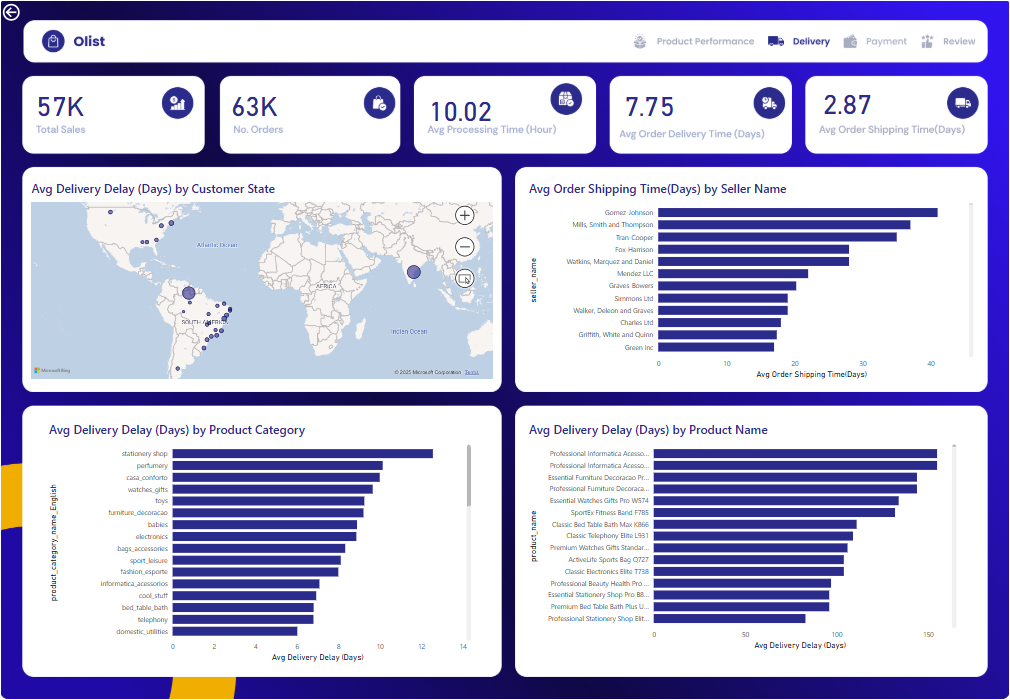 Olist
Product Performance
Delivery
Payment
Review
57K
Total Sales
63K
No. Orders
10.02
Avg Processing Time (Hour)
7.75
Avg Order Delivery Time (Days)
2.87
Avg Order Shipping Time(Days)
Avg Delivery Delay (Days) by Customer State
Atlantic Ocean
AFRICA
SOUTH AMERICA
Indian Ocean
Microsoft Bing
© 2025 Microsoft Corporation Terms
Avg Order Shipping Time(Days) by Seller Name
seller_name
Gomez-Johnson
Mills, Smith and Thompson
Tran-Cooper
Fox-Harrison
Watkins, Marquez and Daniel
Mendez LLC
Graves-Bowers
Simmons Ltd
Walker, Deleon and Graves
Charles Ltd
Griffith, White and Quinn
Green Inc
0 10 20 30 40
Avg Order Shipping Time(Days)
Avg Delivery Delay (Days) by Product Category
product_category_name_English
stationery shop
perfumery
casa_conforto
watches_gifts
toys
furniture_decoracao
babies
electronics
bags_accessories
sport_leisure
fashion_esporte
informatica_acessorios
cool_stuff
bed_table_bath
telephony
domestic_utilities
0 2 4 6 8 10 12 14
Avg Delivery Delay (Days)
Avg Delivery Delay (Days) by Product Name
product_name
Professional Informatica Acesso...
Professional Informatica Acesso...
Essential Furniture Decoracao Pr...
Professional Furniture Decoraca...
Essential Watches Gifts Pro W574
SportEx Fitness Band F785
Classic Bed Table Bath Max K866
Classic Telephony Elite L931
Premium Watches Gifts Standar...
ActiveLife Sports Bag Q727
Classic Electronics Elite T738
Professional Beauty Health Pro ...
Essential Stationery Shop Pro B8...
Premium Bed Table Bath Plus U...
Professional Stationery Shop Elit...
0 50 100 150
Avg Delivery Delay (Days)